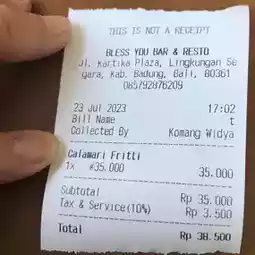 THIS IS NOT A RECEIPT
BLESS YOU BAR & RESTO
Jl. Kartika Plaza, Lingkungan Se
gara, Kab. Badung, Bali, 80361
085792876209
23 Jul 2023 17:02
Bill Name t
Collected By Komang Widya
Calamari Fritti
1x #35.000 35.000
Subtotal Rp 35.000
Tax & Service(10%) Rp 3.500
Total Rp 38.500